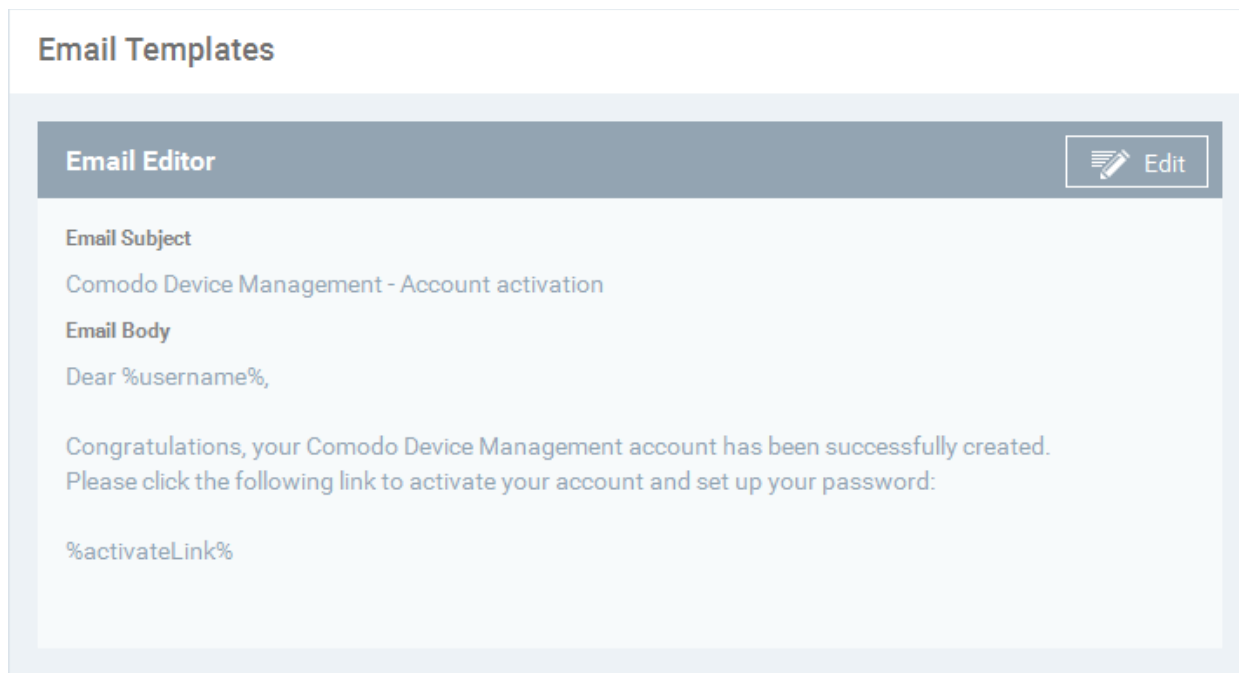 Email Templates
Email Editor
Edit
Email Subject
Comodo Device Management - Account activation
Email Body
Dear %username%,
Congratulations, your Comodo Device Management account has been successfully created.
Please click the following link to activate your account and set up your password:
%activateLink%